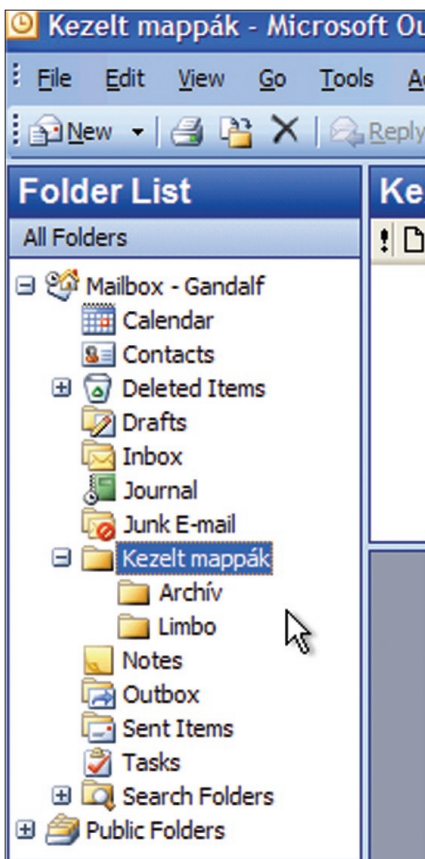 Kezelt mappák - Microsoft Ou
File Edit View Go Tools A
New Reply
Folder List
Ke
All Folders
Mailbox - Gandalf
Calendar
Contacts
Deleted Items
Drafts
Inbox
Journal
Junk E-mail
Kezelt mappák
Archív
Limbo
Notes
Outbox
Sent Items
Tasks
Search Folders
Public Folders